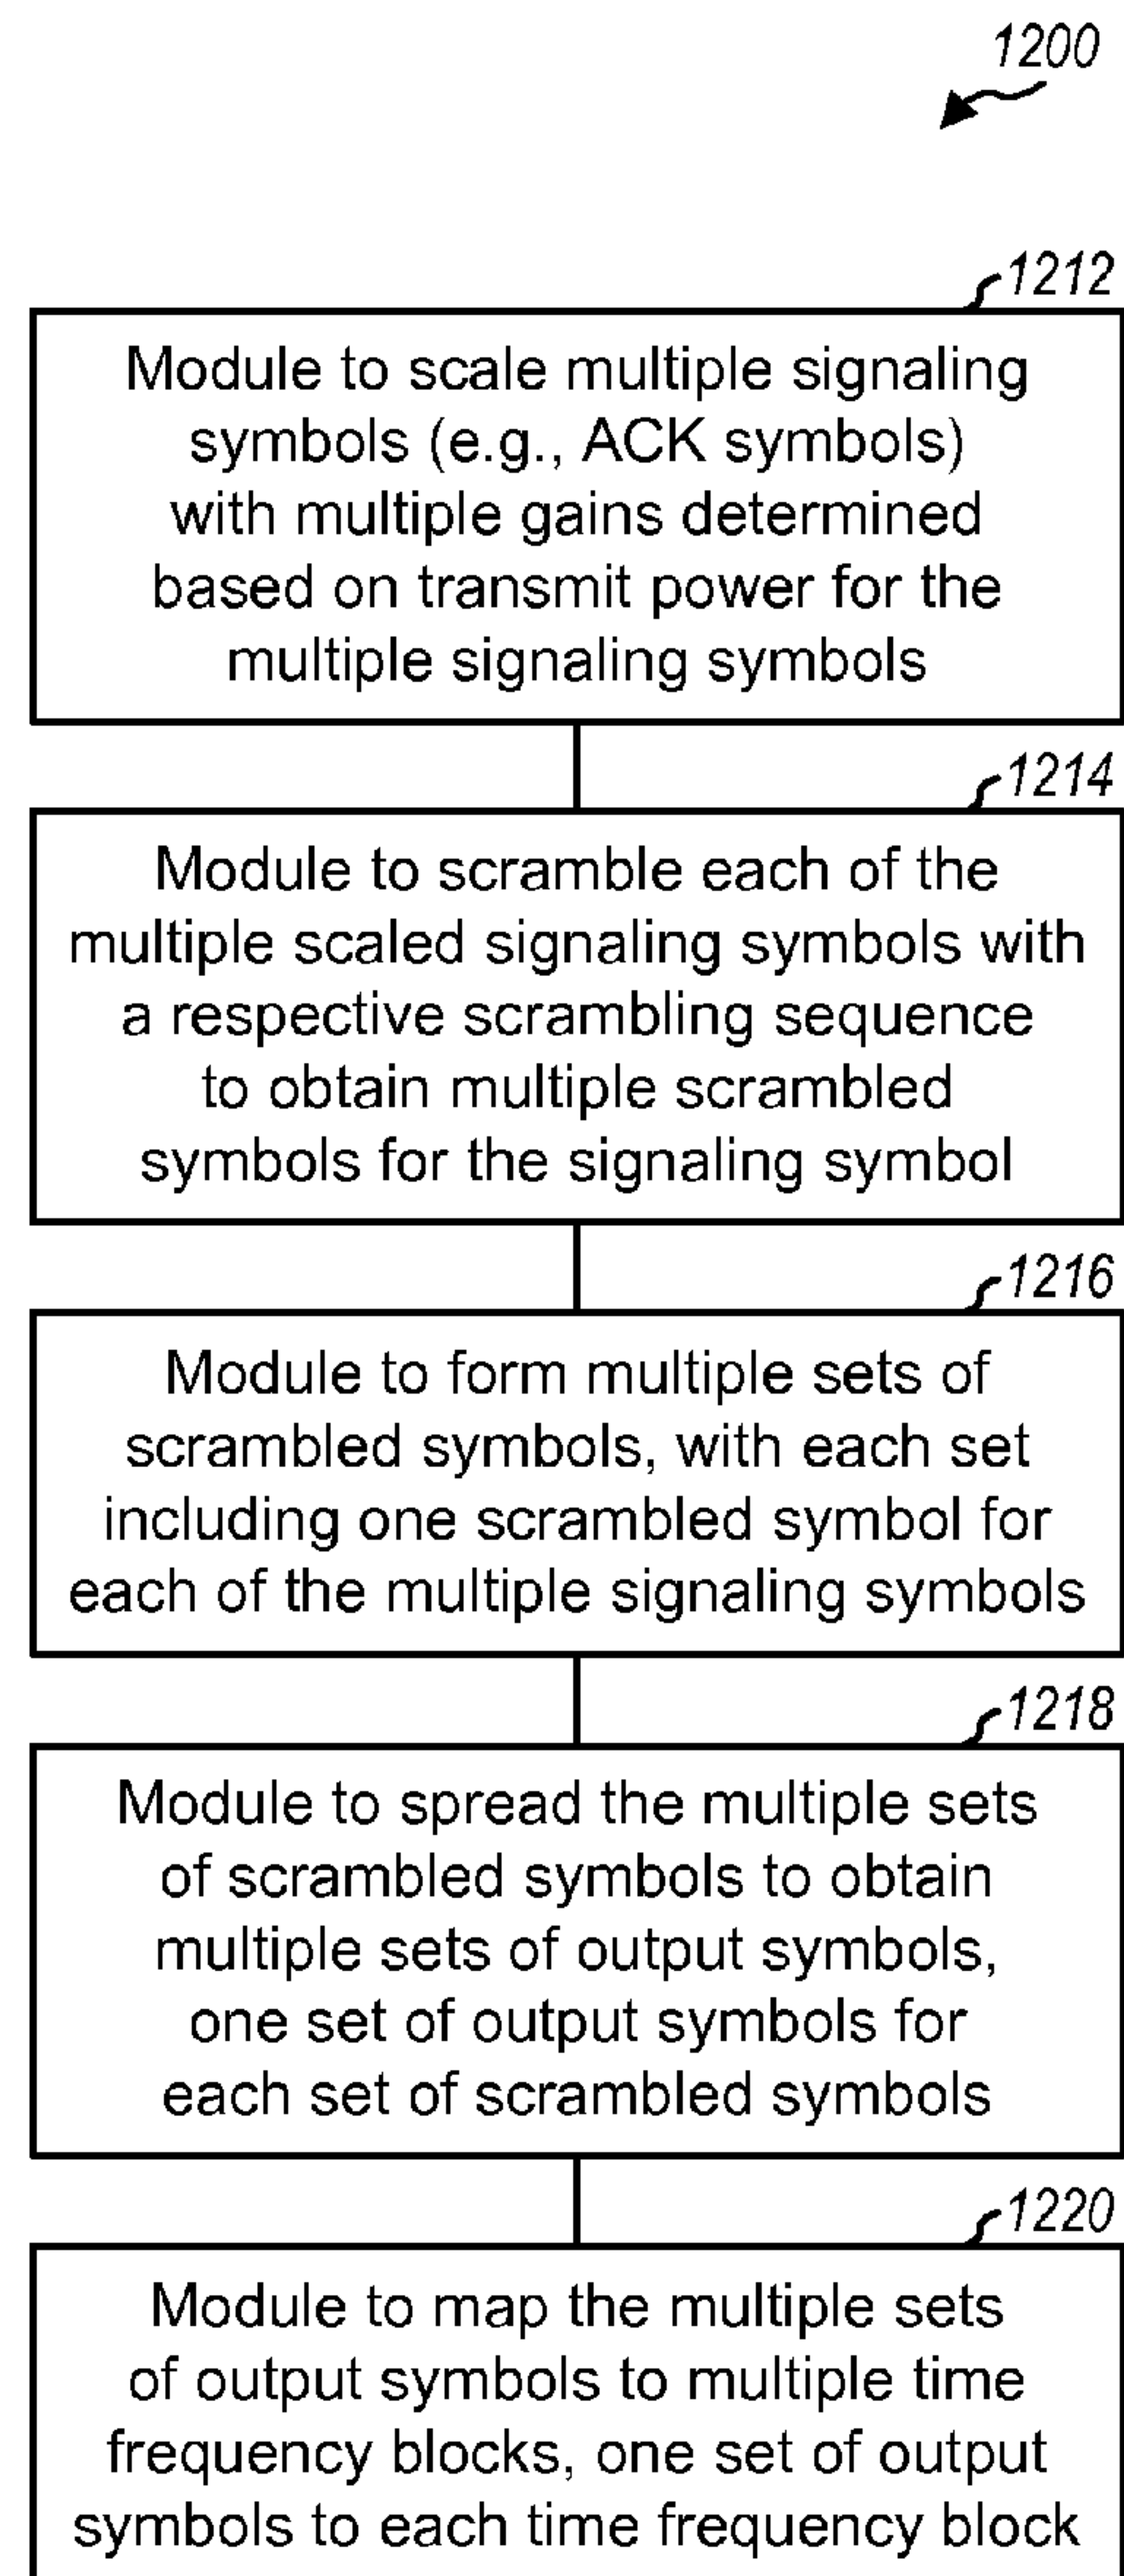 1200
1212
Module to scale multiple signaling
symbols (e.g., ACK symbols)
with multiple gains determined
based on transmit power for the
multiple signaling symbols
1214
Module to scramble each of the
multiple scaled signaling symbols with
a respective scrambling sequence
to obtain multiple scrambled
symbols for the signaling symbol
1216
Module to form multiple sets of
scrambled symbols, with each set
including one scrambled symbol for
each of the multiple signaling symbols
1218
Module to spread the multiple sets
of scrambled symbols to obtain
multiple sets of output symbols,
one set of output symbols for
each set of scrambled symbols
1220
Module to map the multiple sets
of output symbols to multiple time
frequency blocks, one set of output
symbols to each time frequency block